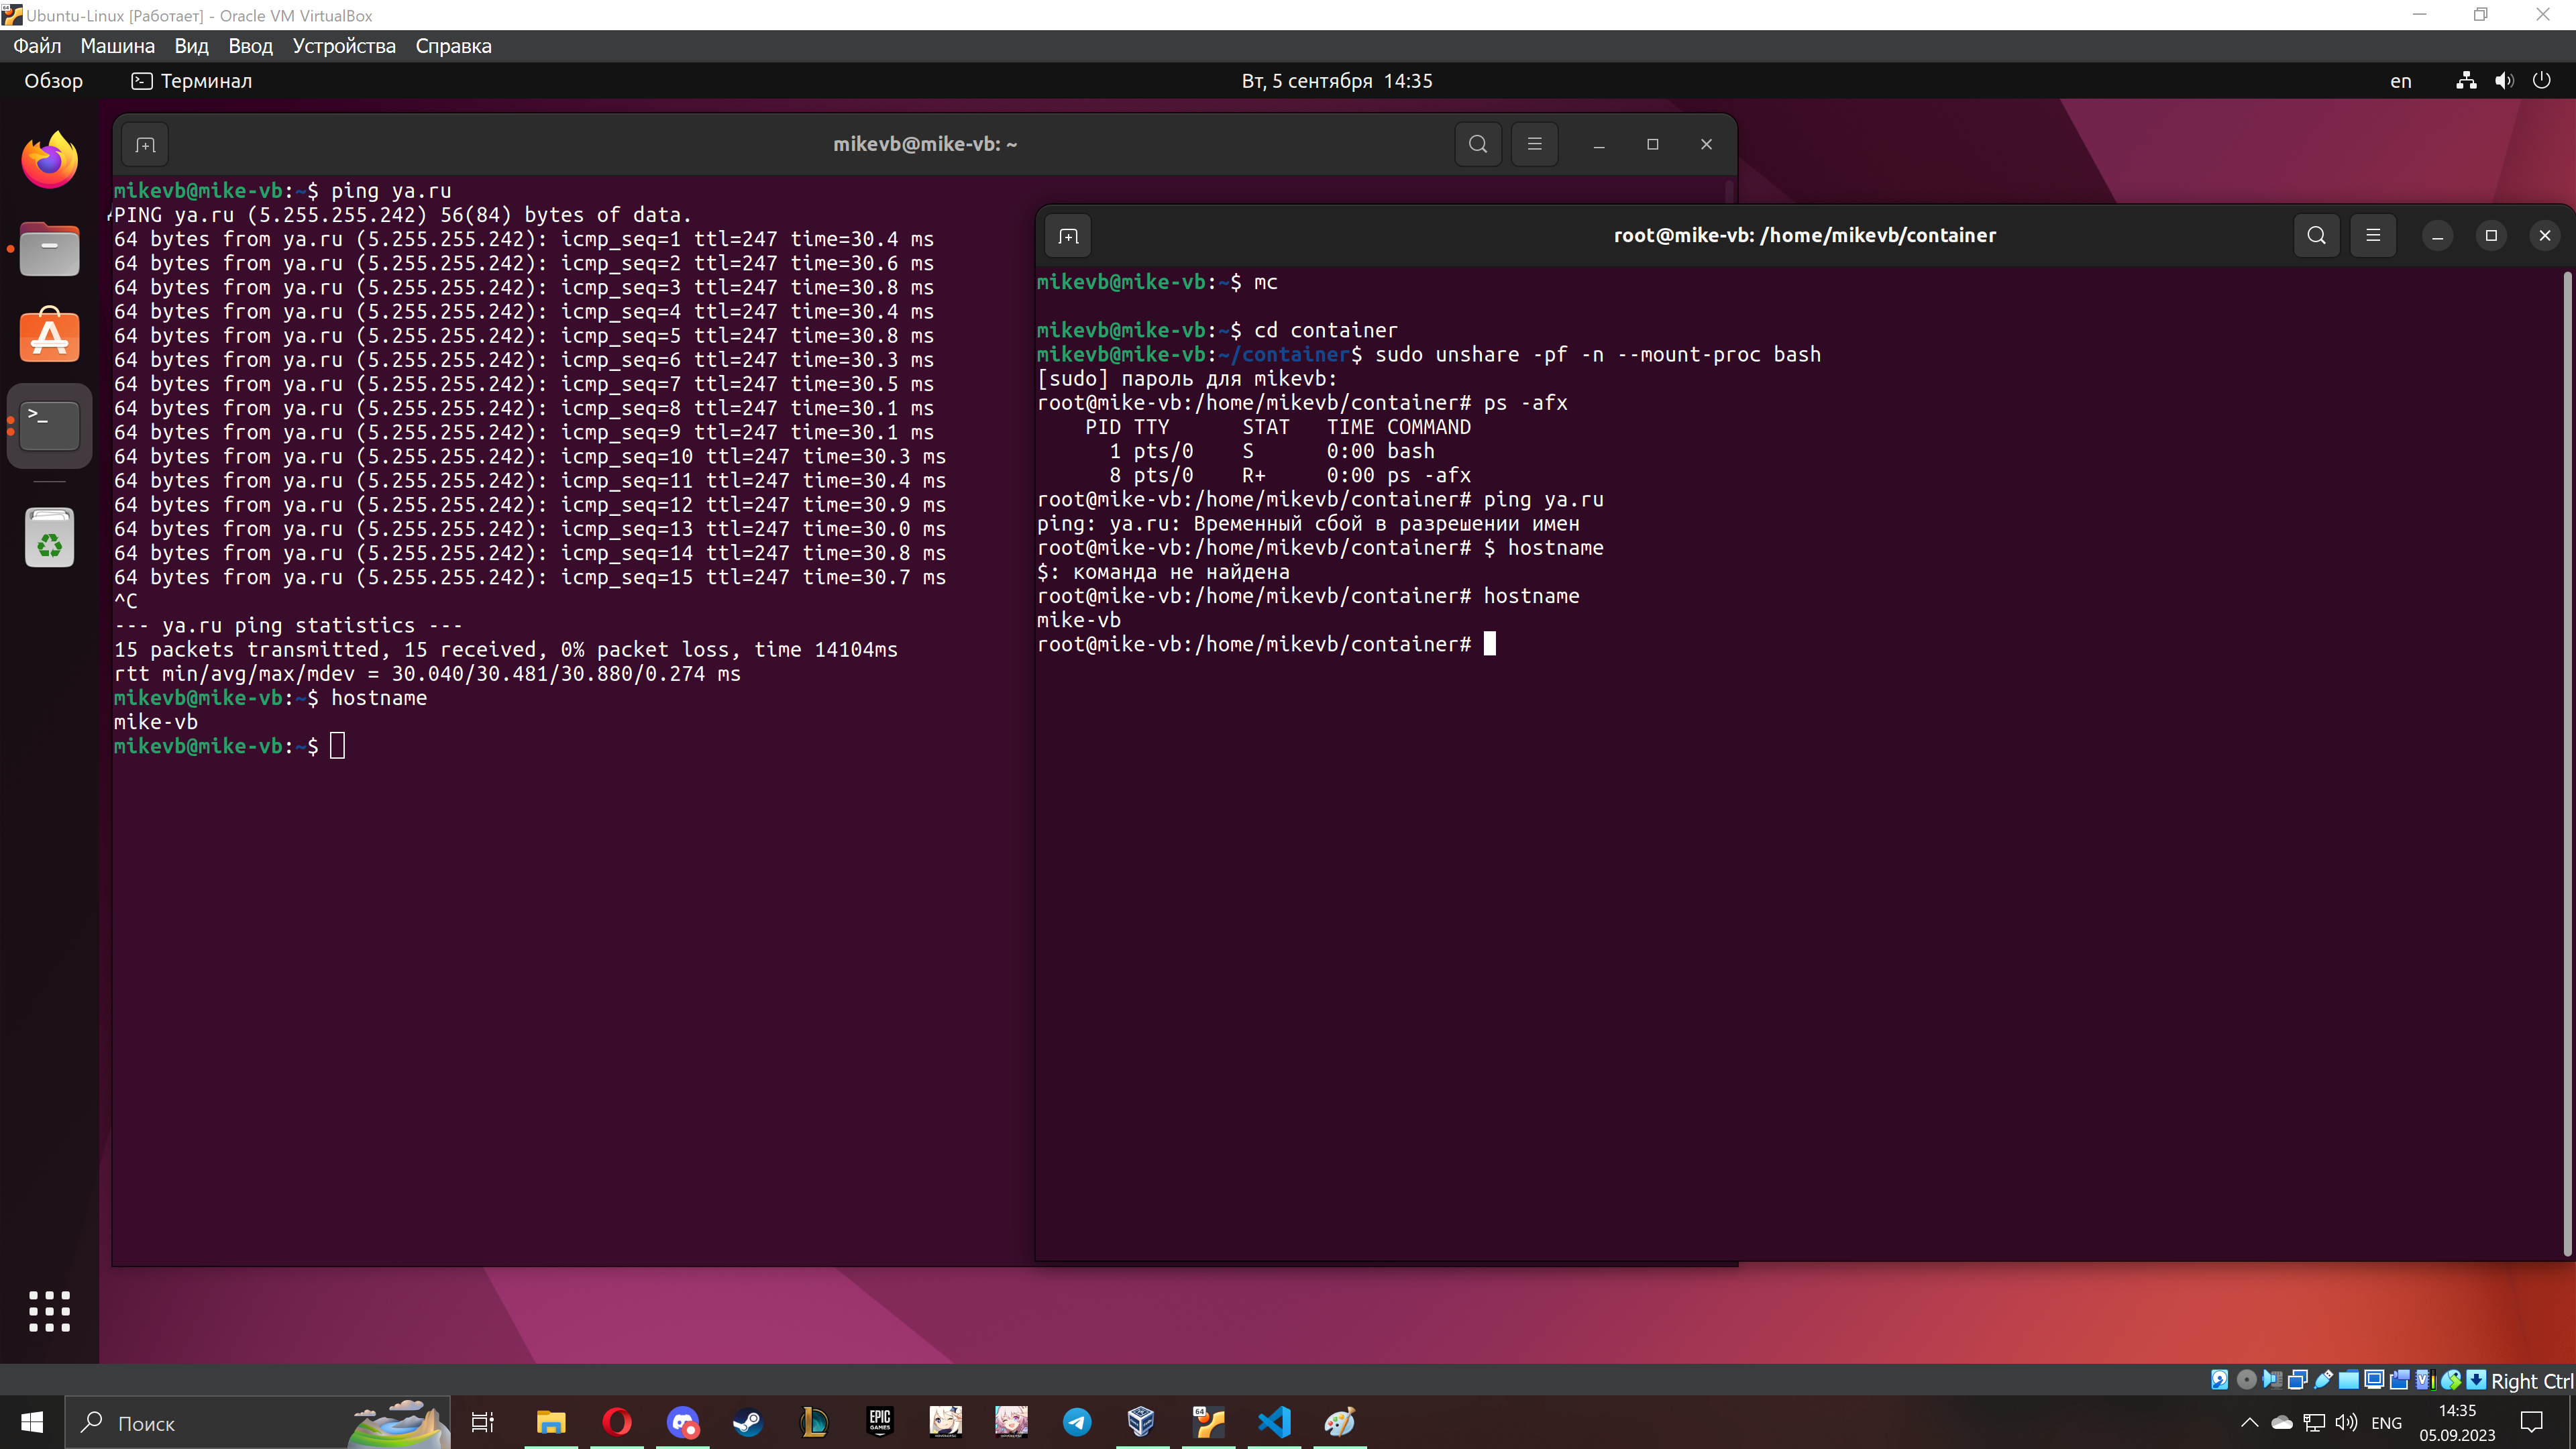 Ubuntu-Linux [Работает] - Oracle VM VirtualBox
Файл Машина Вид Ввод Устройства Справка
Обзор Терминал Вт, 5 сентября 14:35 en
mikevb@mike-vb: ~
mikevb@mike-vb:~$ ping ya.ru
PING ya.ru (5.255.255.242) 56(84) bytes of data.
64 bytes from ya.ru (5.255.255.242): icmp_seq=1 ttl=247 time=30.4 ms
64 bytes from ya.ru (5.255.255.242): icmp_seq=2 ttl=247 time=30.6 ms
64 bytes from ya.ru (5.255.255.242): icmp_seq=3 ttl=247 time=30.8 ms
64 bytes from ya.ru (5.255.255.242): icmp_seq=4 ttl=247 time=30.4 ms
64 bytes from ya.ru (5.255.255.242): icmp_seq=5 ttl=247 time=30.8 ms
64 bytes from ya.ru (5.255.255.242): icmp_seq=6 ttl=247 time=30.3 ms
64 bytes from ya.ru (5.255.255.242): icmp_seq=7 ttl=247 time=30.5 ms
64 bytes from ya.ru (5.255.255.242): icmp_seq=8 ttl=247 time=30.1 ms
64 bytes from ya.ru (5.255.255.242): icmp_seq=9 ttl=247 time=30.1 ms
64 bytes from ya.ru (5.255.255.242): icmp_seq=10 ttl=247 time=30.3 ms
64 bytes from ya.ru (5.255.255.242): icmp_seq=11 ttl=247 time=30.4 ms
64 bytes from ya.ru (5.255.255.242): icmp_seq=12 ttl=247 time=30.9 ms
64 bytes from ya.ru (5.255.255.242): icmp_seq=13 ttl=247 time=30.0 ms
64 bytes from ya.ru (5.255.255.242): icmp_seq=14 ttl=247 time=30.8 ms
64 bytes from ya.ru (5.255.255.242): icmp_seq=15 ttl=247 time=30.7 ms
^C
--- ya.ru ping statistics ---
15 packets transmitted, 15 received, 0% packet loss, time 14104ms
rtt min/avg/max/mdev = 30.040/30.481/30.880/0.274 ms
mikevb@mike-vb:~$ hostname
mike-vb
mikevb@mike-vb:~$
root@mike-vb: /home/mikevb/container
mikevb@mike-vb:~$ mc
mikevb@mike-vb:~$ cd container
mikevb@mike-vb:~/container$ sudo unshare -pf -n --mount-proc bash
[sudo] пароль для mikevb:
root@mike-vb:/home/mikevb/container# ps -afx
PID TTY STAT TIME COMMAND
1 pts/0 S 0:00 bash
8 pts/0 R+ 0:00 ps -afx
root@mike-vb:/home/mikevb/container# ping ya.ru
ping: ya.ru: Временный сбой в разрешении имен
root@mike-vb:/home/mikevb/container# $ hostname
$: команда не найдена
root@mike-vb:/home/mikevb/container# hostname
mike-vb
root@mike-vb:/home/mikevb/container#
Right Ctrl
Поиск
EPIC GAMES
64
ENG
14:35
05.09.2023